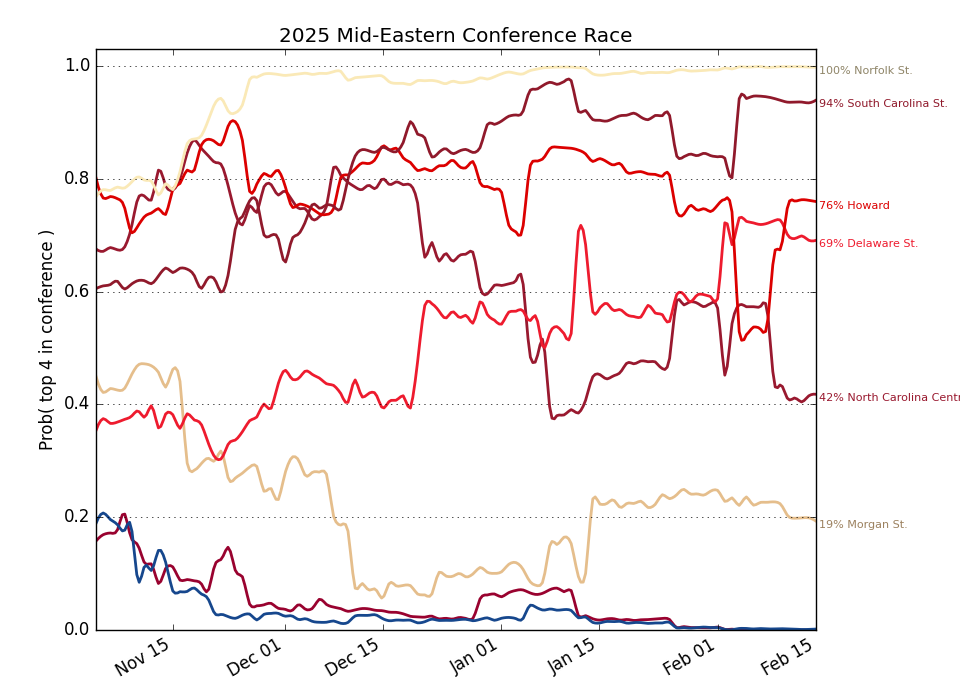 2025 Mid-Eastern Conference Race
Prob( top 4 in conference )
1.0
0.8
0.6
0.4
0.2
0.0
Nov 15
Dec 01
Dec 15
Jan 01
Jan 15
Feb 01
Feb 15
100% Norfolk St.
94% South Carolina St.
76% Howard
69% Delaware St.
42% North Carolina Centr
19% Morgan St.